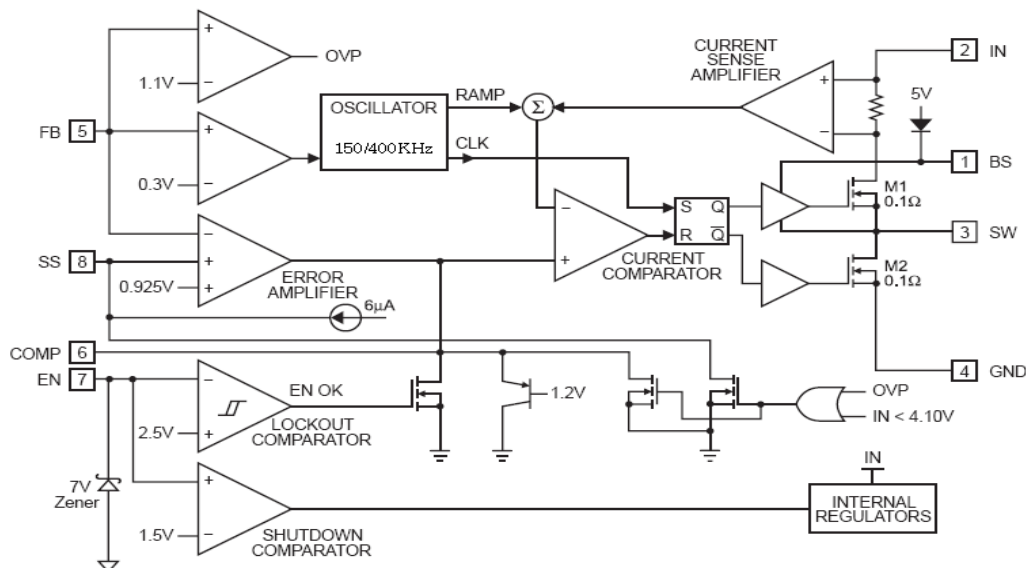 OVP
1.1V
FB 5
OSCILLATOR
150/400KHz
RAMP
CLK
Σ
CURRENT
SENSE
AMPLIFIER
2 IN
5V
1 BS
0.3V
M1
0.1Ω
S Q
R Q̅
3 SW
SS 8
0.925V
ERROR
AMPLIFIER
CURRENT
COMPARATOR
M2
0.1Ω
6μA
COMP 6
EN 7
4 GND
EN OK
1.2V
OVP
IN < 4.10V
2.5V
LOCKOUT
COMPARATOR
7V
Zener
IN
INTERNAL
REGULATORS
1.5V
SHUTDOWN
COMPARATOR
+
−
+
−
−
+
+
−
+
+
−
+
−
−
+